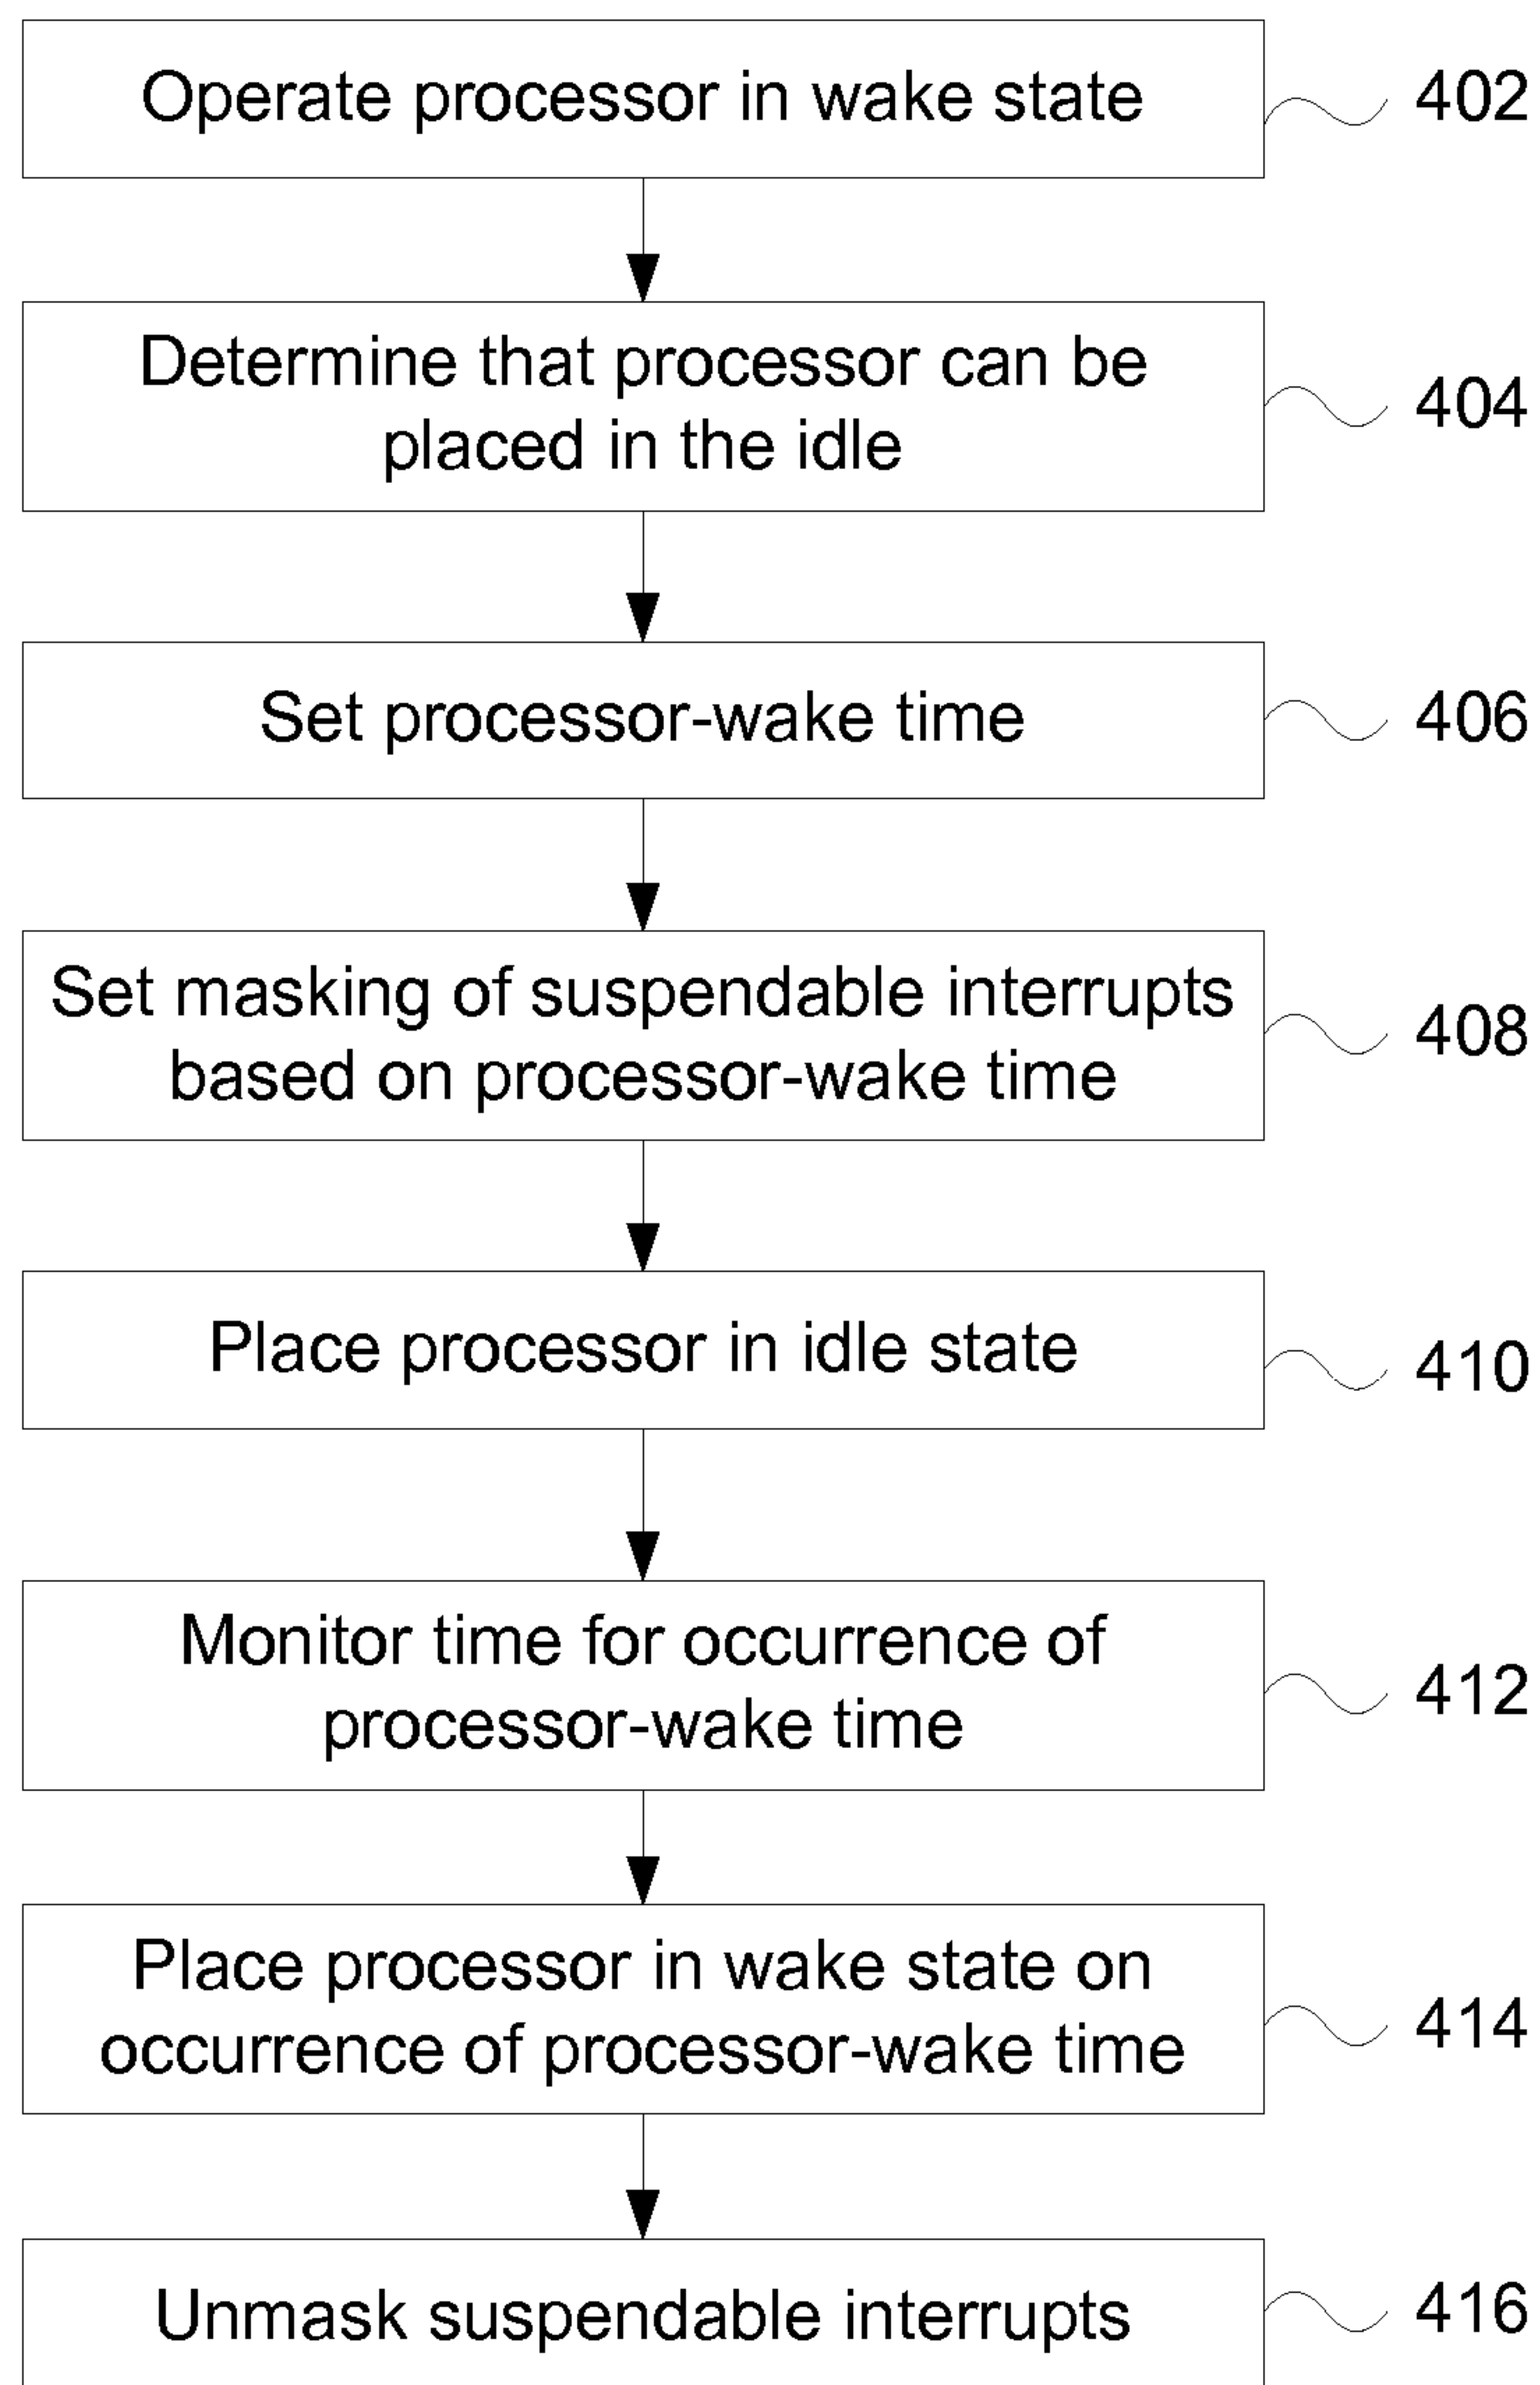 Operate processor in wake state
402
Determine that processor can be
placed in the idle
404
Set processor-wake time
406
Set masking of suspendable interrupts
based on processor-wake time
408
Place processor in idle state
410
Monitor time for occurrence of
processor-wake time
412
Place processor in wake state on
occurrence of processor-wake time
414
Unmask suspendable interrupts
416